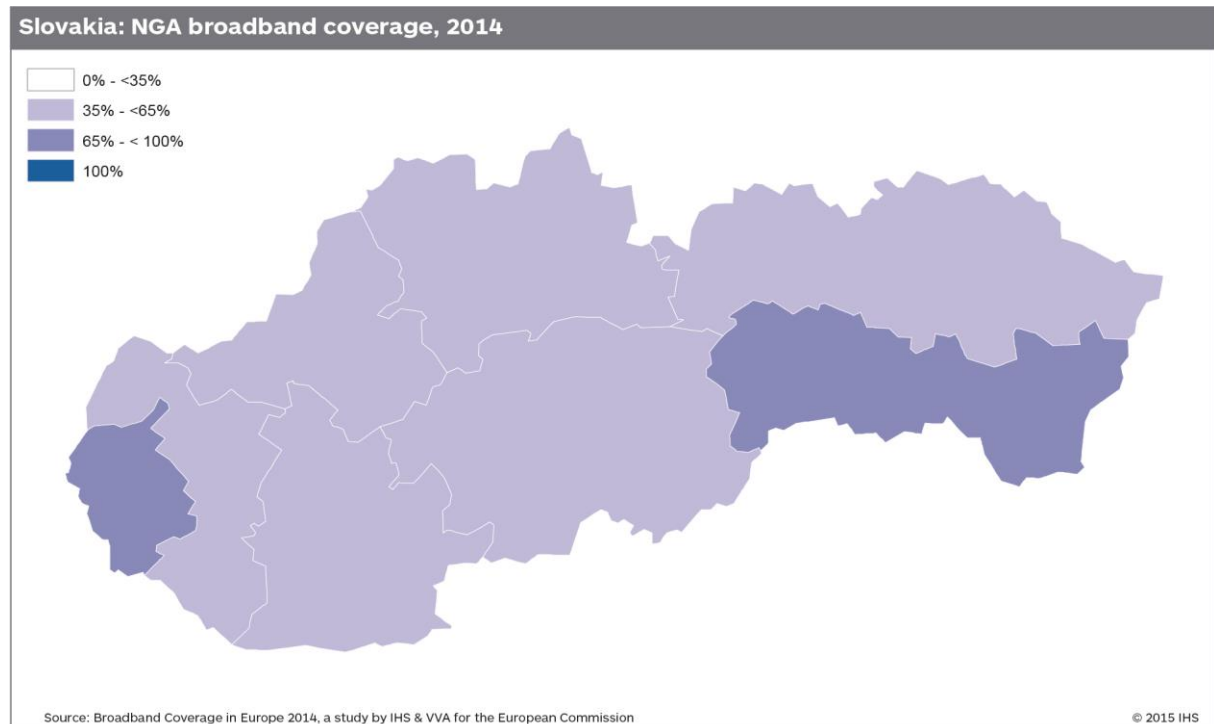 Slovakia: NGA broadband coverage, 2014
0% - <35%
35% - <65%
65% - < 100%
100%
Source: Broadband Coverage in Europe 2014, a study by IHS & VVA for the European Commission
© 2015 IHS